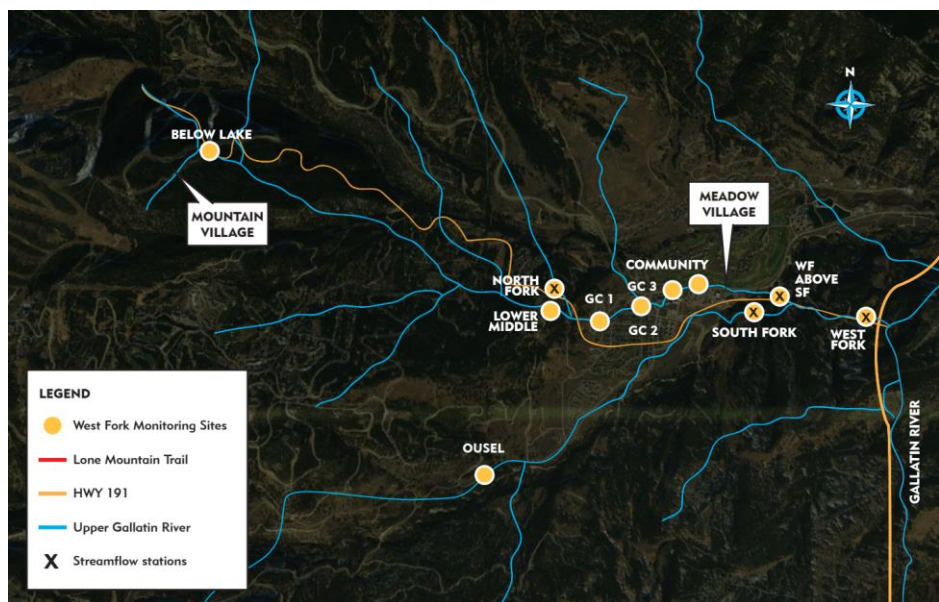 N
BELOW LAKE
MOUNTAIN
VILLAGE
MEADOW
VILLAGE
COMMUNITY
NORTH
FORK
LOWER
MIDDLE
GC 1
GC 2
GC 3
WF
ABOVE
SF
SOUTH FORK
WEST
FORK
OUSEL
GALLATIN RIVER
LEGEND
West Fork Monitoring Sites
Lone Mountain Trail
HWY 191
Upper Gallatin River
X Streamflow stations
X
X
X
X